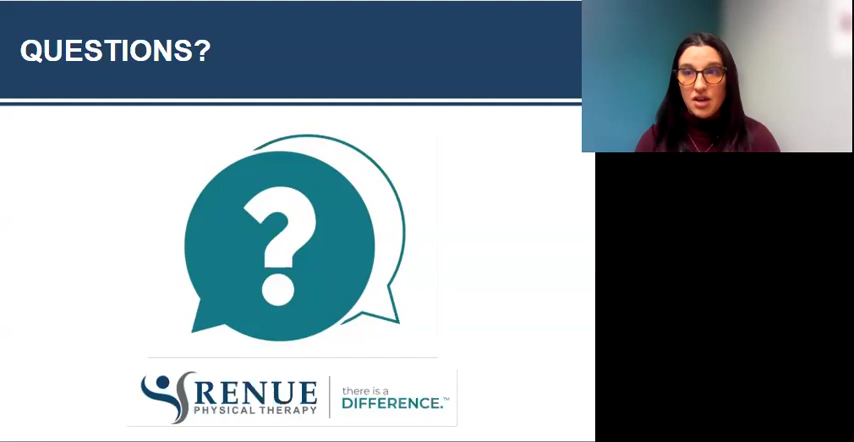 QUESTIONS?
?
RENUE
PHYSICAL THERAPY
there is a
DIFFERENCE.™